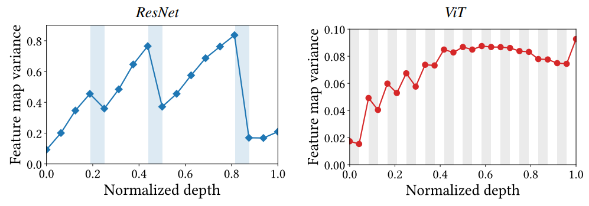 ResNet
Feature map variance
0.8
0.6
0.4
0.2
0.0
0.0 0.2 0.4 0.6 0.8 1.0
Normalized depth
ViT
Feature map variance
0.10
0.08
0.06
0.04
0.02
0.00
0.0 0.2 0.4 0.6 0.8 1.0
Normalized depth